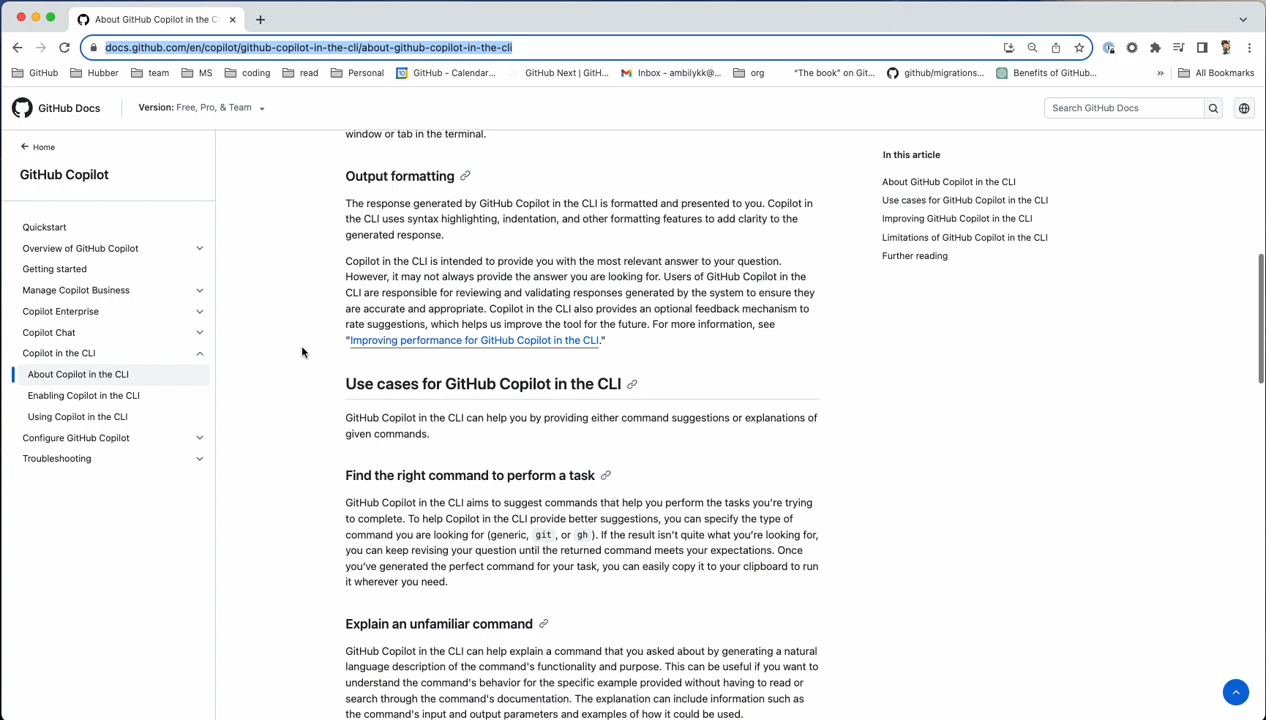 About GitHub Copilot in the C
docs.github.com/en/copilot/github-copilot-in-the-cli/about-github-copilot-in-the-cli
GitHub
Hubber
team
MS
coding
read
Personal
GitHub - Calendar...
GitHub Next | GitH...
Inbox - ambilykk@...
org
"The book" on Git...
github/migrations...
Benefits of GitHub...
»
All Bookmarks
GitHub Docs
Version: Free, Pro, & Team
Search GitHub Docs
Home
GitHub Copilot
Quickstart
Overview of GitHub Copilot
Getting started
Manage Copilot Business
Copilot Enterprise
Copilot Chat
Copilot in the CLI
About Copilot in the CLI
Enabling Copilot in the CLI
Using Copilot in the CLI
Configure GitHub Copilot
Troubleshooting
window or tab in the terminal.
Output formatting
The response generated by GitHub Copilot in the CLI is formatted and presented to you. Copilot in
the CLI uses syntax highlighting, indentation, and other formatting features to add clarity to the
generated response.
Copilot in the CLI is intended to provide you with the most relevant answer to your question.
However, it may not always provide the answer you are looking for. Users of GitHub Copilot in the
CLI are responsible for reviewing and validating responses generated by the system to ensure they
are accurate and appropriate. Copilot in the CLI also provides an optional feedback mechanism to
rate suggestions, which helps us improve the tool for the future. For more information, see
"Improving performance for GitHub Copilot in the CLI."
Use cases for GitHub Copilot in the CLI
GitHub Copilot in the CLI can help you by providing either command suggestions or explanations of
given commands.
Find the right command to perform a task
GitHub Copilot in the CLI aims to suggest commands that help you perform the tasks you're trying
to complete. To help Copilot in the CLI provide better suggestions, you can specify the type of
command you are looking for (generic, git, or gh). If the result isn't quite what you're looking for,
you can keep revising your question until the returned command meets your expectations. Once
you've generated the perfect command for your task, you can easily copy it to your clipboard to run
it wherever you need.
Explain an unfamiliar command
GitHub Copilot in the CLI can help explain a command that you asked about by generating a natural
language description of the command's functionality and purpose. This can be useful if you want to
understand the command's behavior for the specific example provided without having to read or
search through the command's documentation. The explanation can include information such as
the command's input and output parameters and examples of how it could be used.
In this article
About GitHub Copilot in the CLI
Use cases for GitHub Copilot in the CLI
Improving GitHub Copilot in the CLI
Limitations of GitHub Copilot in the CLI
Further reading